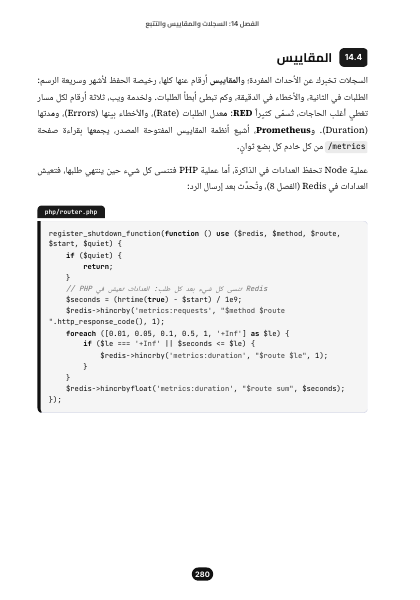 الفصل 14: السجلات والمقاييس والتتبع
14.4 المقاييس
السجلات تخبرك عن الأحداث المفردة؛ والمقاييس أرقام عنها كلها، رخيصة الحفظ لأشهر وسريعة الرسم:
الطلبات في الثانية، والأخطاء في الدقيقة، وكم تبطئ أبطأ الطلبات. ولخدمة ويب، ثلاثة أرقام لكل مسار
تغطي أغلب الحاجات، تُسمّى كثيراً RED: معدل الطلبات (Rate)، والأخطاء بينها (Errors)، ومدتها
(Duration). وPrometheus، أشيع أنظمة المقاييس المفتوحة المصدر، يجمعها بقراءة صفحة
/metrics من كل خادم كل بضع ثوانٍ.
عملية Node تحفظ العدادات في الذاكرة، أما عملية PHP فتنسى كل شيء حين ينتهي طلبها، فتعيش
العدادات في Redis (الفصل 8)، وتُحدَّث بعد إرسال الرد:
php/router.php
register_shutdown_function(function () use ($redis, $method, $route,
$start, $quiet) {
    if ($quiet) {
        return;
    }
    // PHP تنسى كل شيء بعد كل طلب؛ العدادات تعيش في Redis
    $seconds = (hrtime(true) - $start) / 1e9;
    $redis->hincrby('metrics:requests', "$method $route
".http_response_code(), 1);
    foreach ([0.01, 0.05, 0.1, 0.5, 1, '+Inf'] as $le) {
        if ($le === '+Inf' || $seconds <= $le) {
            $redis->hincrby('metrics:duration', "$route $le", 1);
        }
    }
    $redis->hincrbyfloat('metrics:duration', "$route sum", $seconds);
});
280